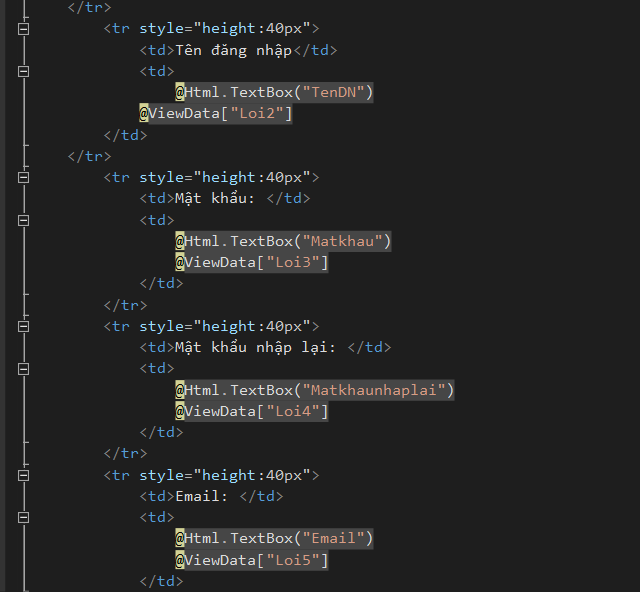 </tr>
<tr style="height:40px">
<td>Tên đăng nhập</td>
<td>
@Html.TextBox("TenDN")
@ViewData["Loi2"]
</td>
</tr>
<tr style="height:40px">
<td>Mật khẩu: </td>
<td>
@Html.TextBox("Matkhau")
@ViewData["Loi3"]
</td>
</tr>
<tr style="height:40px">
<td>Mật khẩu nhập lại: </td>
<td>
@Html.TextBox("Matkhaunhaplai")
@ViewData["Loi4"]
</td>
</tr>
<tr style="height:40px">
<td>Email: </td>
<td>
@Html.TextBox("Email")
@ViewData["Loi5"]
</td>